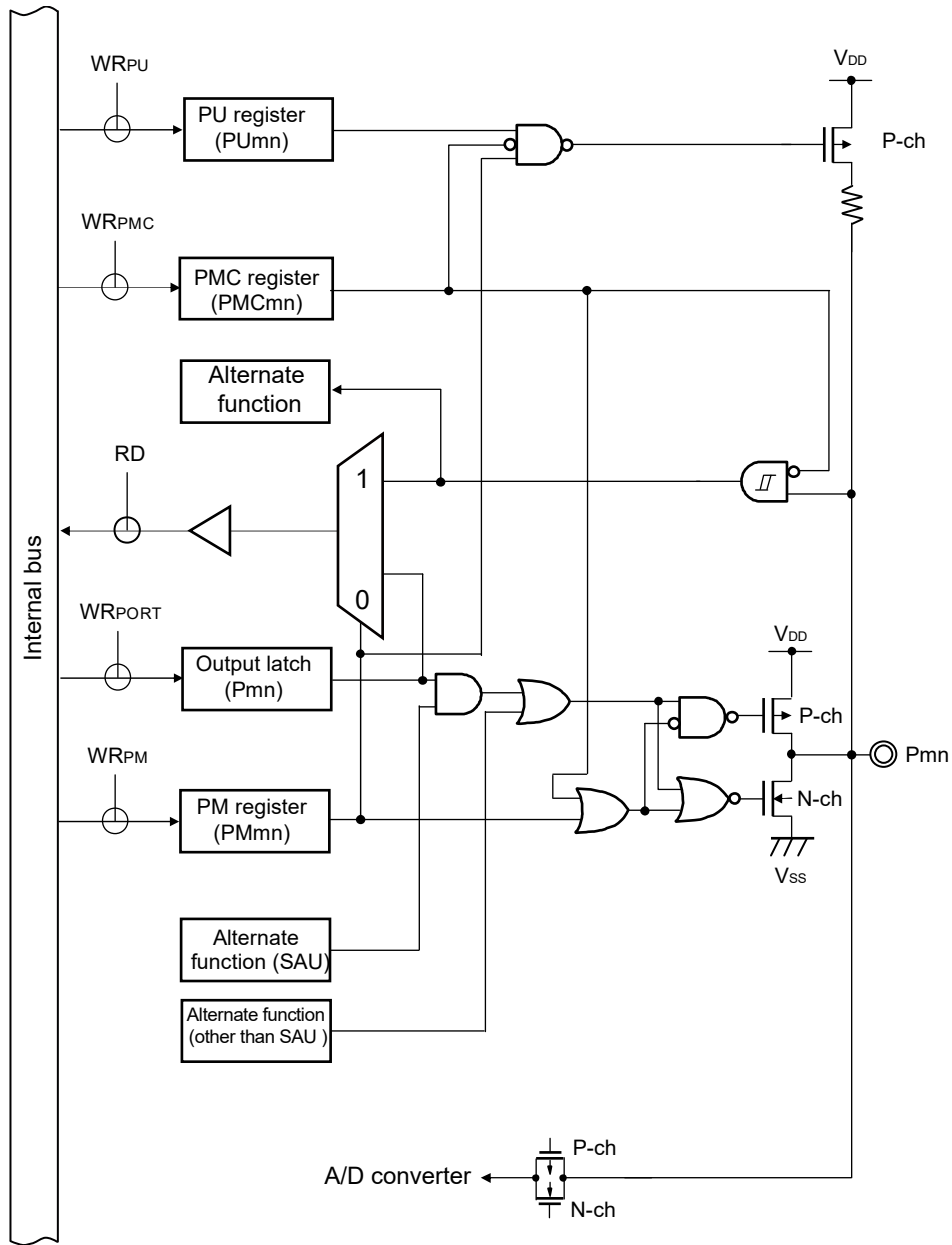 WRPU
VDD
PU register
(PUmn)
P-ch
WRPMC
PMC register
(PMCmn)
Alternate
function
RD
1
Internal bus
0
WRPORT
VDD
Output latch
(Pmn)
P-ch
Pmn
WRPM
N-ch
PM register
(PMmn)
VSS
Alternate
function (SAU)
Alternate function
(other than SAU )
P-ch
A/D converter
N-ch